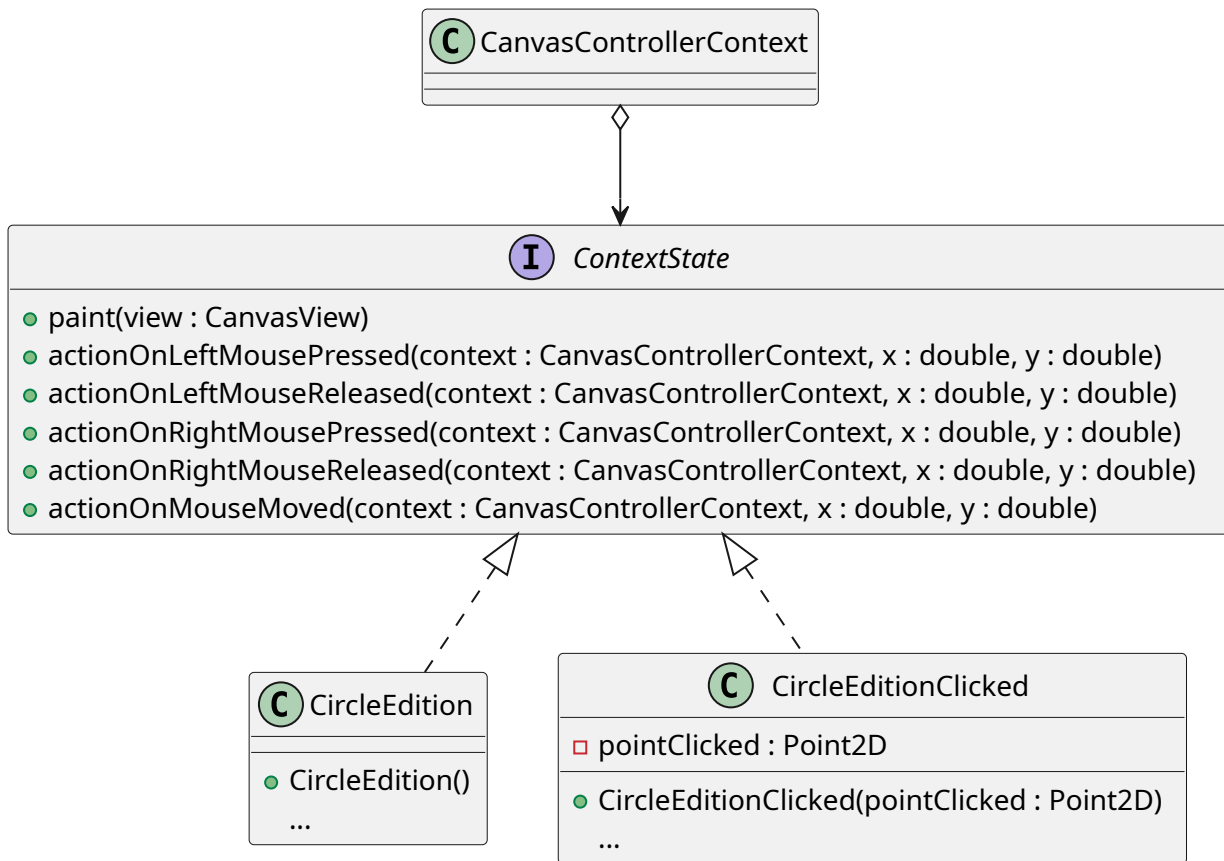 C CanvasControllerContext
I ContextState
+ paint(view : CanvasView)
+ actionOnLeftMousePressed(context : CanvasControllerContext, x : double, y : double)
+ actionOnLeftMouseReleased(context : CanvasControllerContext, x : double, y : double)
+ actionOnRightMousePressed(context : CanvasControllerContext, x : double, y : double)
+ actionOnRightMouseReleased(context : CanvasControllerContext, x : double, y : double)
+ actionOnMouseMoved(context : CanvasControllerContext, x : double, y : double)
C CircleEdition
CircleEdition()
...
C CircleEditionClicked
pointClicked : Point2D
CircleEditionClicked(pointClicked : Point2D)
...